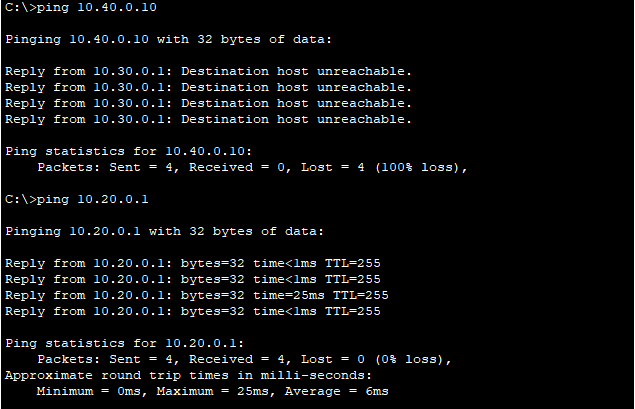 C:\>ping 10.40.0.10
Pinging 10.40.0.10 with 32 bytes of data:
Reply from 10.30.0.1: Destination host unreachable.
Reply from 10.30.0.1: Destination host unreachable.
Reply from 10.30.0.1: Destination host unreachable.
Reply from 10.30.0.1: Destination host unreachable.
Ping statistics for 10.40.0.10:
    Packets: Sent = 4, Received = 0, Lost = 4 (100% loss),
C:\>ping 10.20.0.1
Pinging 10.20.0.1 with 32 bytes of data:
Reply from 10.20.0.1: bytes=32 time<1ms TTL=255
Reply from 10.20.0.1: bytes=32 time<1ms TTL=255
Reply from 10.20.0.1: bytes=32 time=25ms TTL=255
Reply from 10.20.0.1: bytes=32 time<1ms TTL=255
Ping statistics for 10.20.0.1:
    Packets: Sent = 4, Received = 4, Lost = 0 (0% loss),
Approximate round trip times in milli-seconds:
    Minimum = 0ms, Maximum = 25ms, Average = 6ms